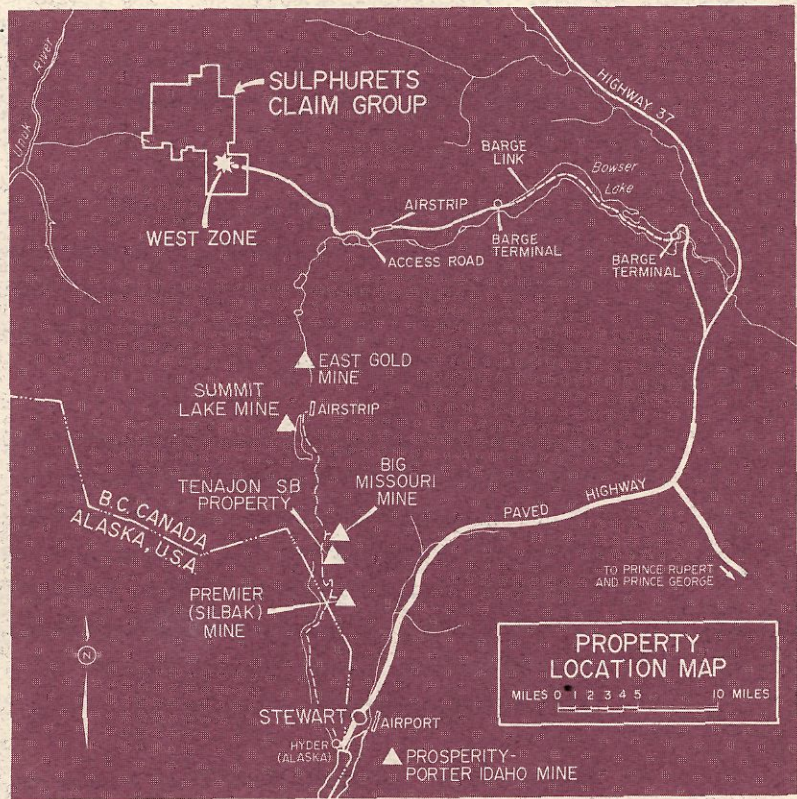 Unuk River
SULPHURETS
CLAIM GROUP
HIGHWAY 37
BARGE
LINK
Bowser
Lake
AIRSTRIP
WEST ZONE
BARGE
TERMINAL
ACCESS ROAD
BARGE
TERMINAL
EAST GOLD
MINE
SUMMIT
LAKE MINE
AIRSTRIP
BIG
MISSOURI
MINE
TENAJON SB
PROPERTY
B.C. CANADA
ALASKA, U.S.A.
PAVED HIGHWAY
TO PRINCE RUPERT
AND PRINCE GEORGE
PREMIER
(SILBAK)
MINE
N
PROPERTY
LOCATION MAP
MILES 0 1 2 3 4 5 10 MILES
STEWART
AIRPORT
HYDER
(ALASKA)
PROSPERITY-
PORTER IDAHO MINE